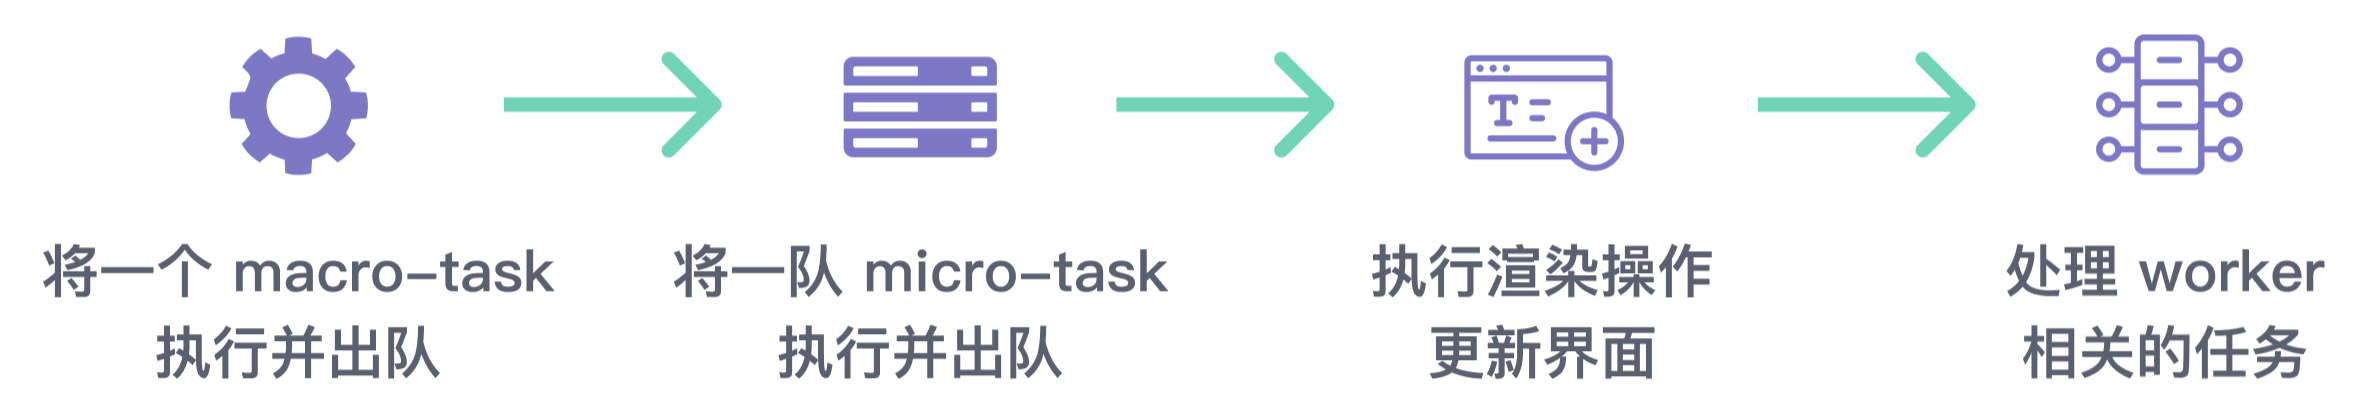 将一个 macro-task
执行并出队
将一队 micro-task
执行并出队
执行渲染操作
更新界面
处理 worker
相关的任务